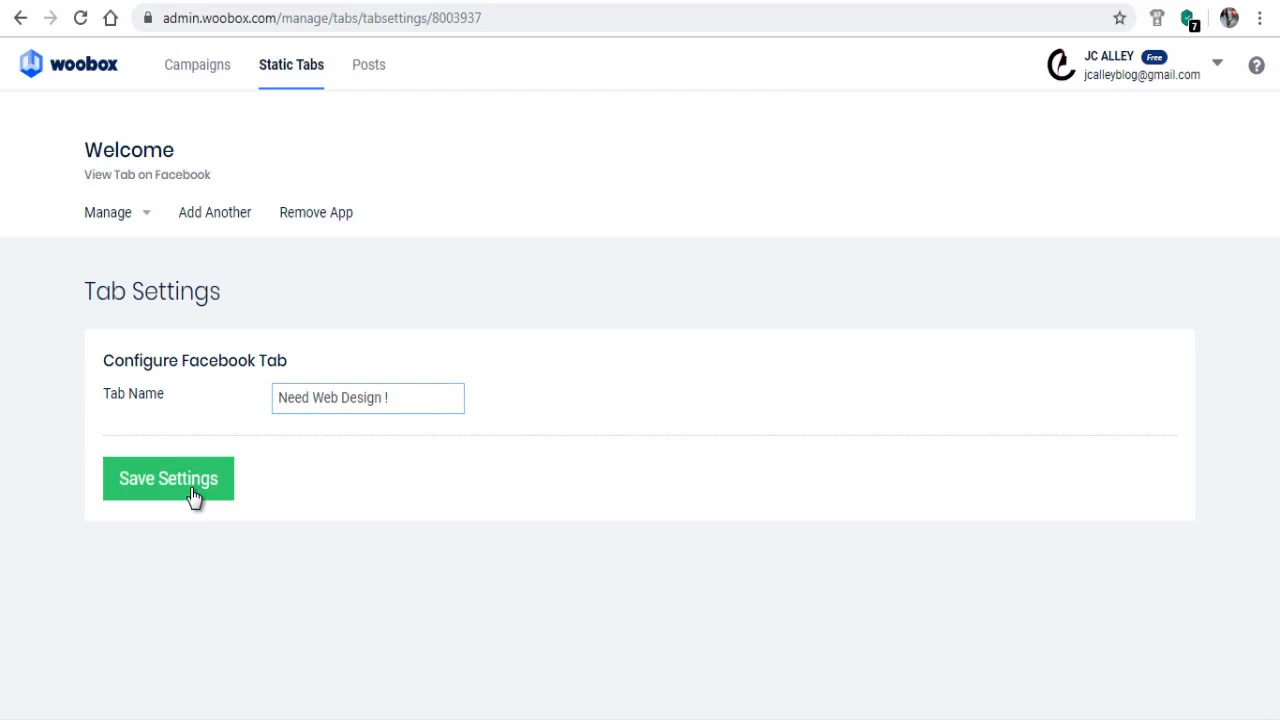 admin.woobox.com/manage/tabs/tabsettings/8003937
7
woobox
Campaigns
Static Tabs
Posts
JC ALLEY Free
jcalleyblog@gmail.com
?
Welcome
View Tab on Facebook
Manage
Add Another
Remove App
Tab Settings
Configure Facebook Tab
Tab Name
Need Web Design !
Save Settings